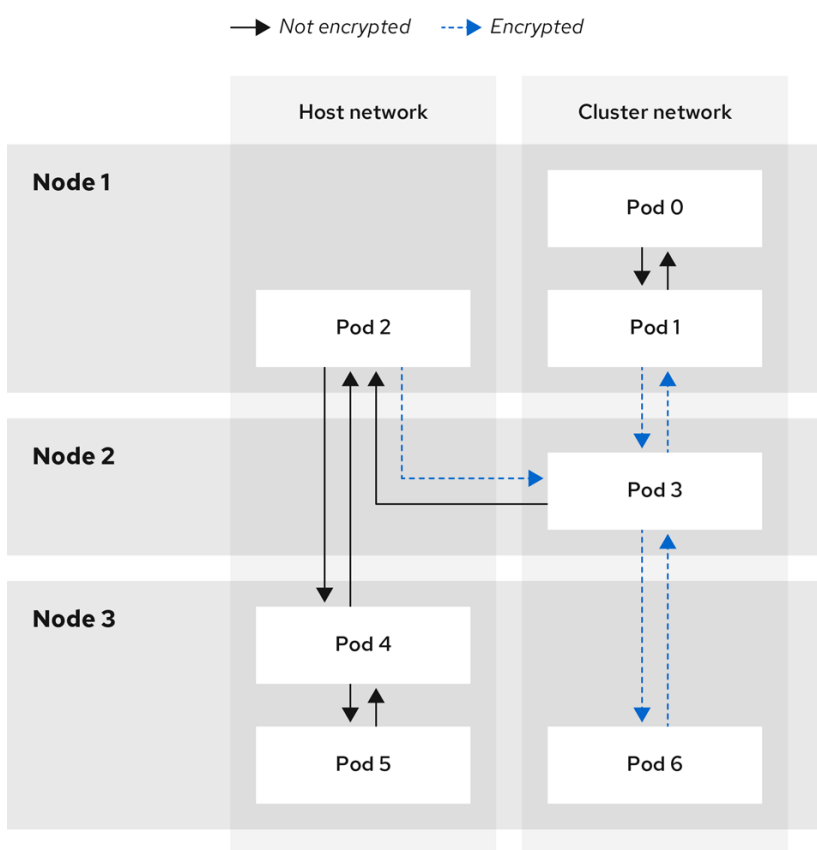 Not encrypted
Encrypted
Host network
Cluster network
Node 1
Pod 0
Pod 2
Pod 1
Node 2
Pod 3
Node 3
Pod 4
Pod 5
Pod 6